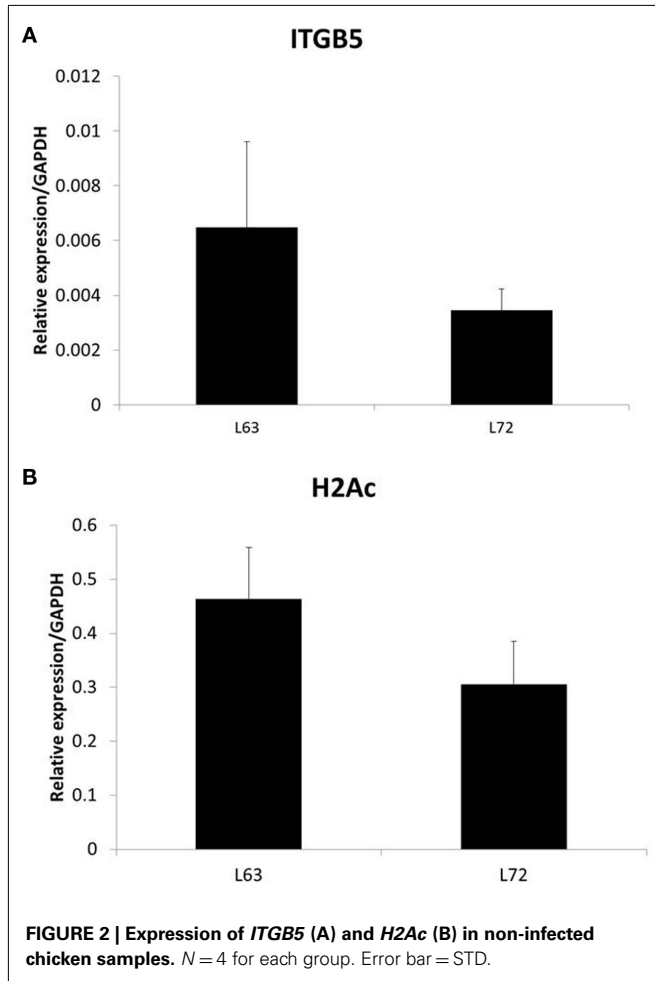 A
ITGB5
0.012
0.01
0.008
0.006
0.004
0.002
0
Relative expression/GAPDH
L63 L72
B
H2Ac
0.6
0.5
0.4
0.3
0.2
0.1
0
Relative expression/GAPDH
L63 L72
FIGURE 2 | Expression of ITGB5 (A) and H2Ac (B) in non-infected
chicken samples. N = 4 for each group. Error bar = STD.